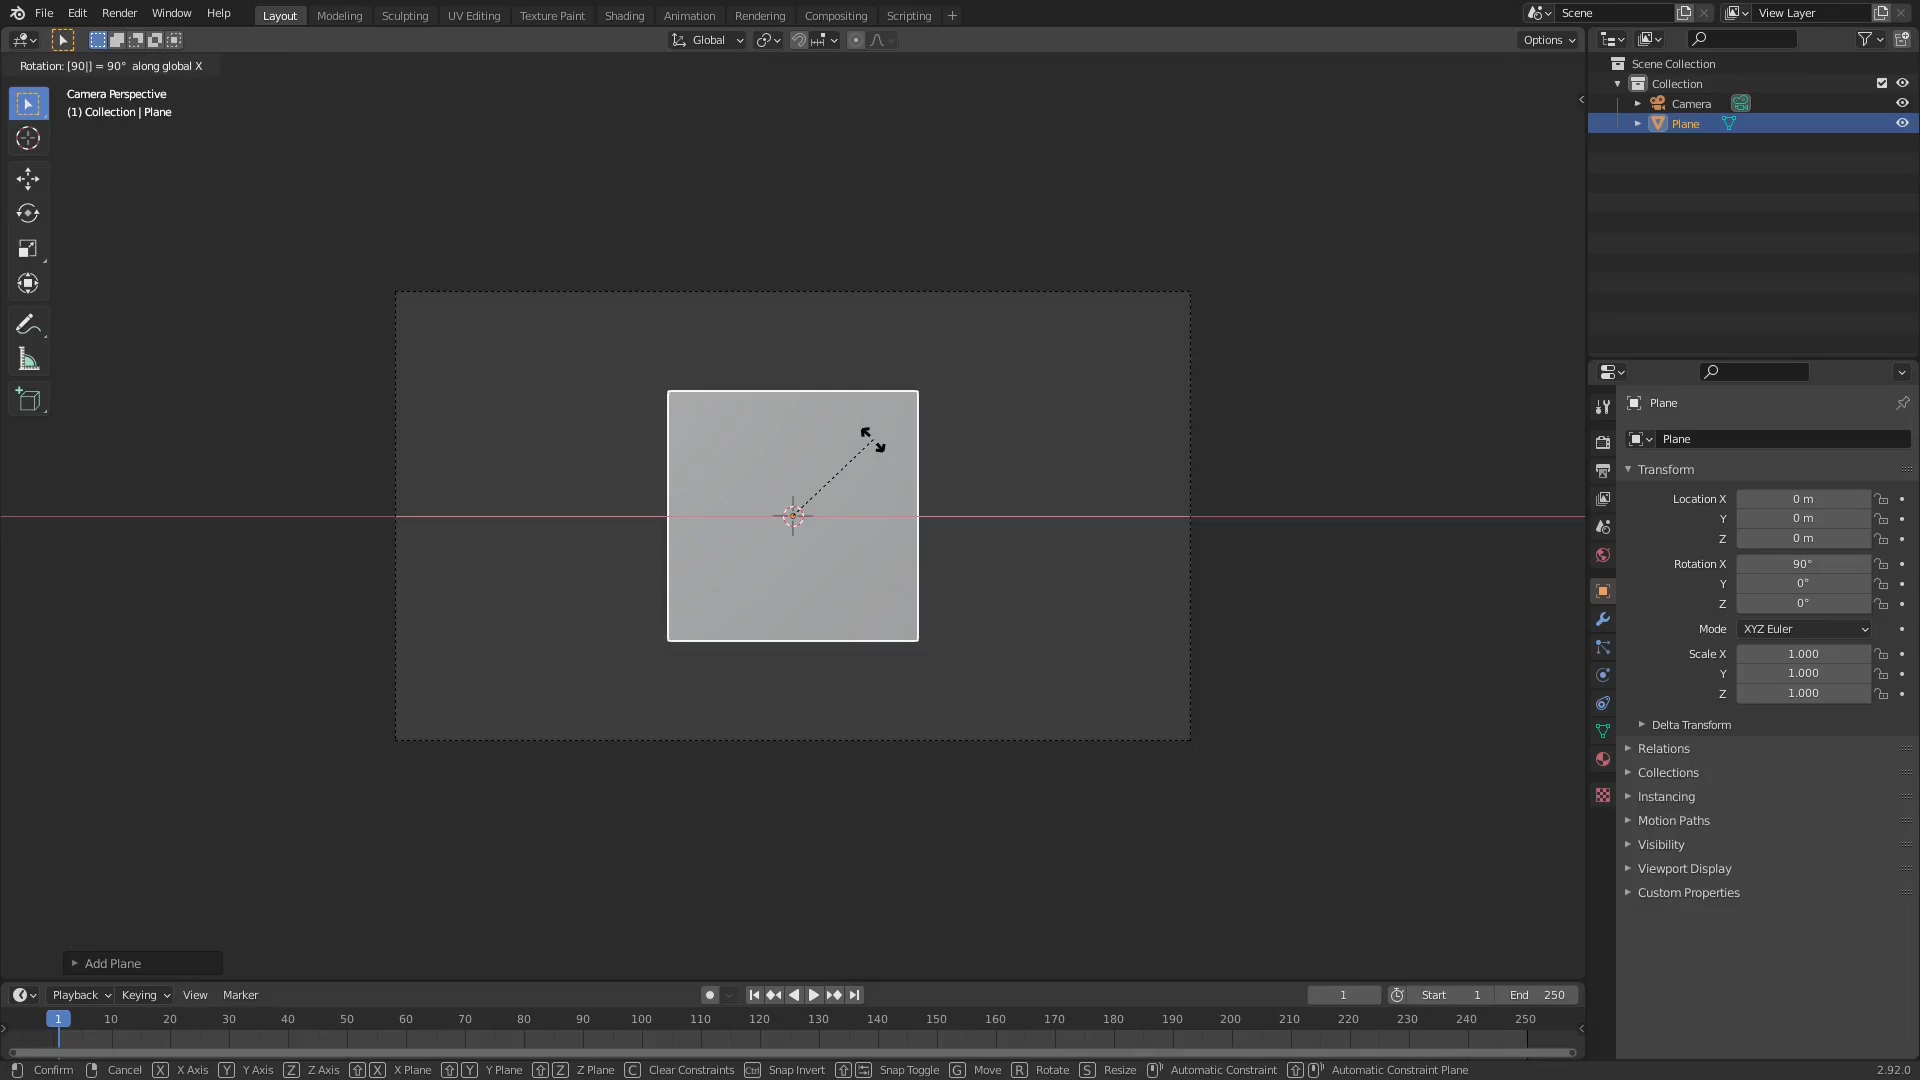 File Edit Render Window Help Layout Modeling Sculpting UV Editing Texture Paint Shading Animation Rendering Compositing Scripting + Scene View Layer
Global Options
Rotation: [90|] = 90° along global X
Camera Perspective
(1) Collection | Plane
Scene Collection
Collection
Camera
Plane
Plane
Plane
Transform
Location X 0 m
Y 0 m
Z 0 m
Rotation X 90°
Y 0°
Z 0°
Mode XYZ Euler
Scale X 1.000
Y 1.000
Z 1.000
Delta Transform
Relations
Collections
Instancing
Motion Paths
Visibility
Viewport Display
Custom Properties
Add Plane
Playback Keying View Marker 1 Start 1 End 250
1 10 20 30 40 50 60 70 80 90 100 110 120 130 140 150 160 170 180 190 200 210 220 230 240 250
Confirm Cancel X X Axis Y Y Axis Z Z Axis X X Plane Y Y Plane Z Z Plane C Clear Constraints Ctrl Snap Invert Snap Toggle G Move R Rotate S Resize Automatic Constraint Automatic Constraint Plane 2.92.0